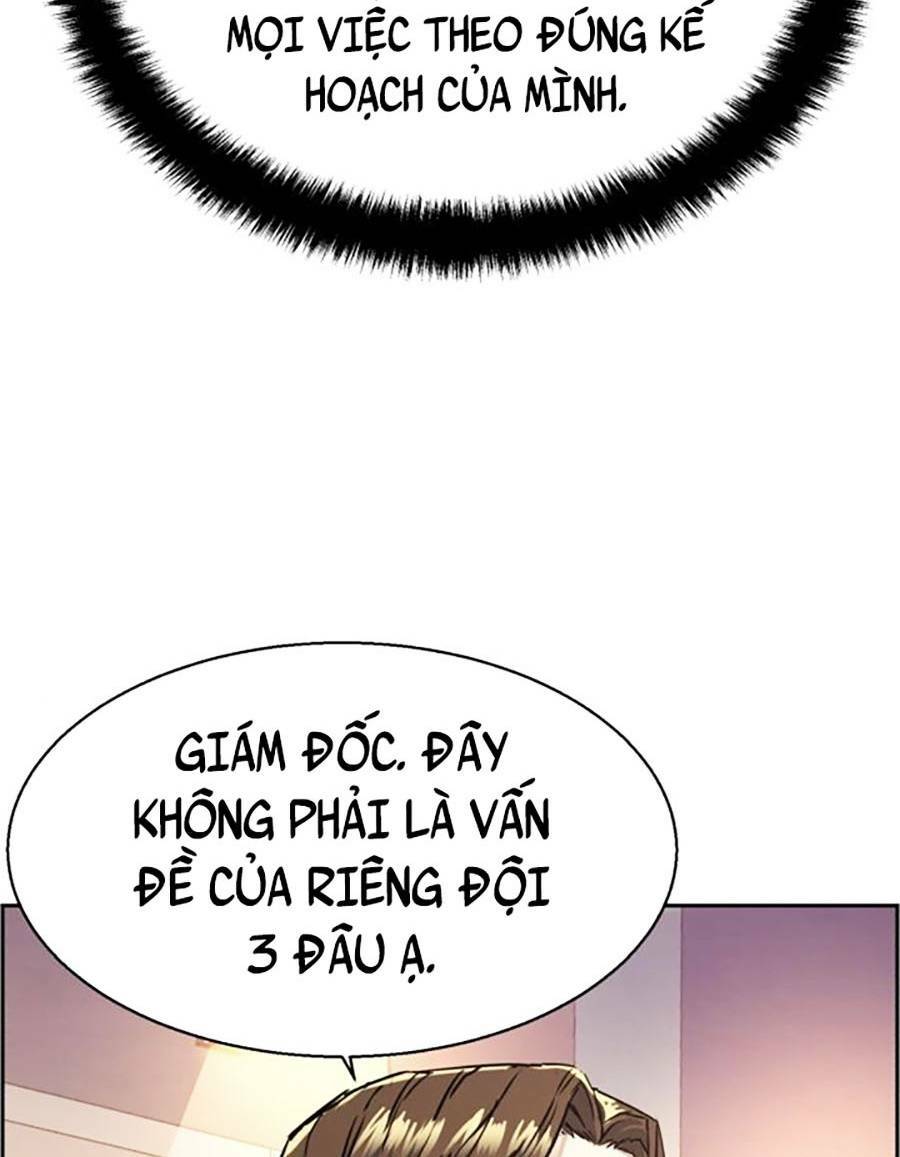 MỌI VIỆC THEO ĐÚNG KẾ
HOẠCH CỦA MÌNH.
GIÁM ĐỐC. ĐÂY
KHÔNG PHẢI LÀ VẤN
ĐỀ CỦA RIÊNG ĐỘI
3 ĐÂU Ạ.